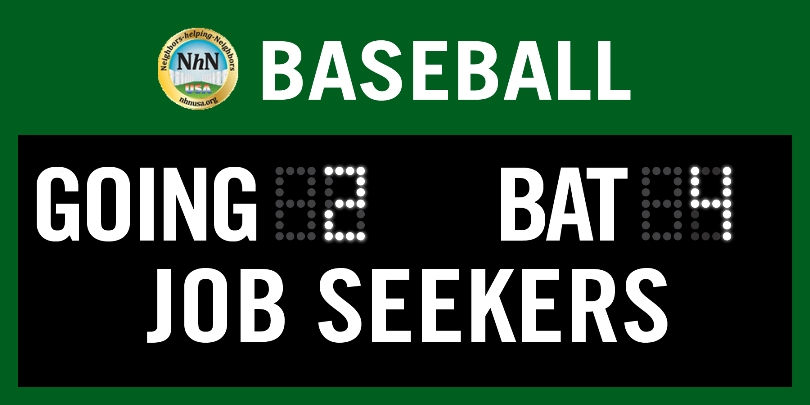 Neighbors-helping-Neighbors
NhN
USA
nhnusa.org
BASEBALL
GOING 2 BAT 4
JOB SEEKERS